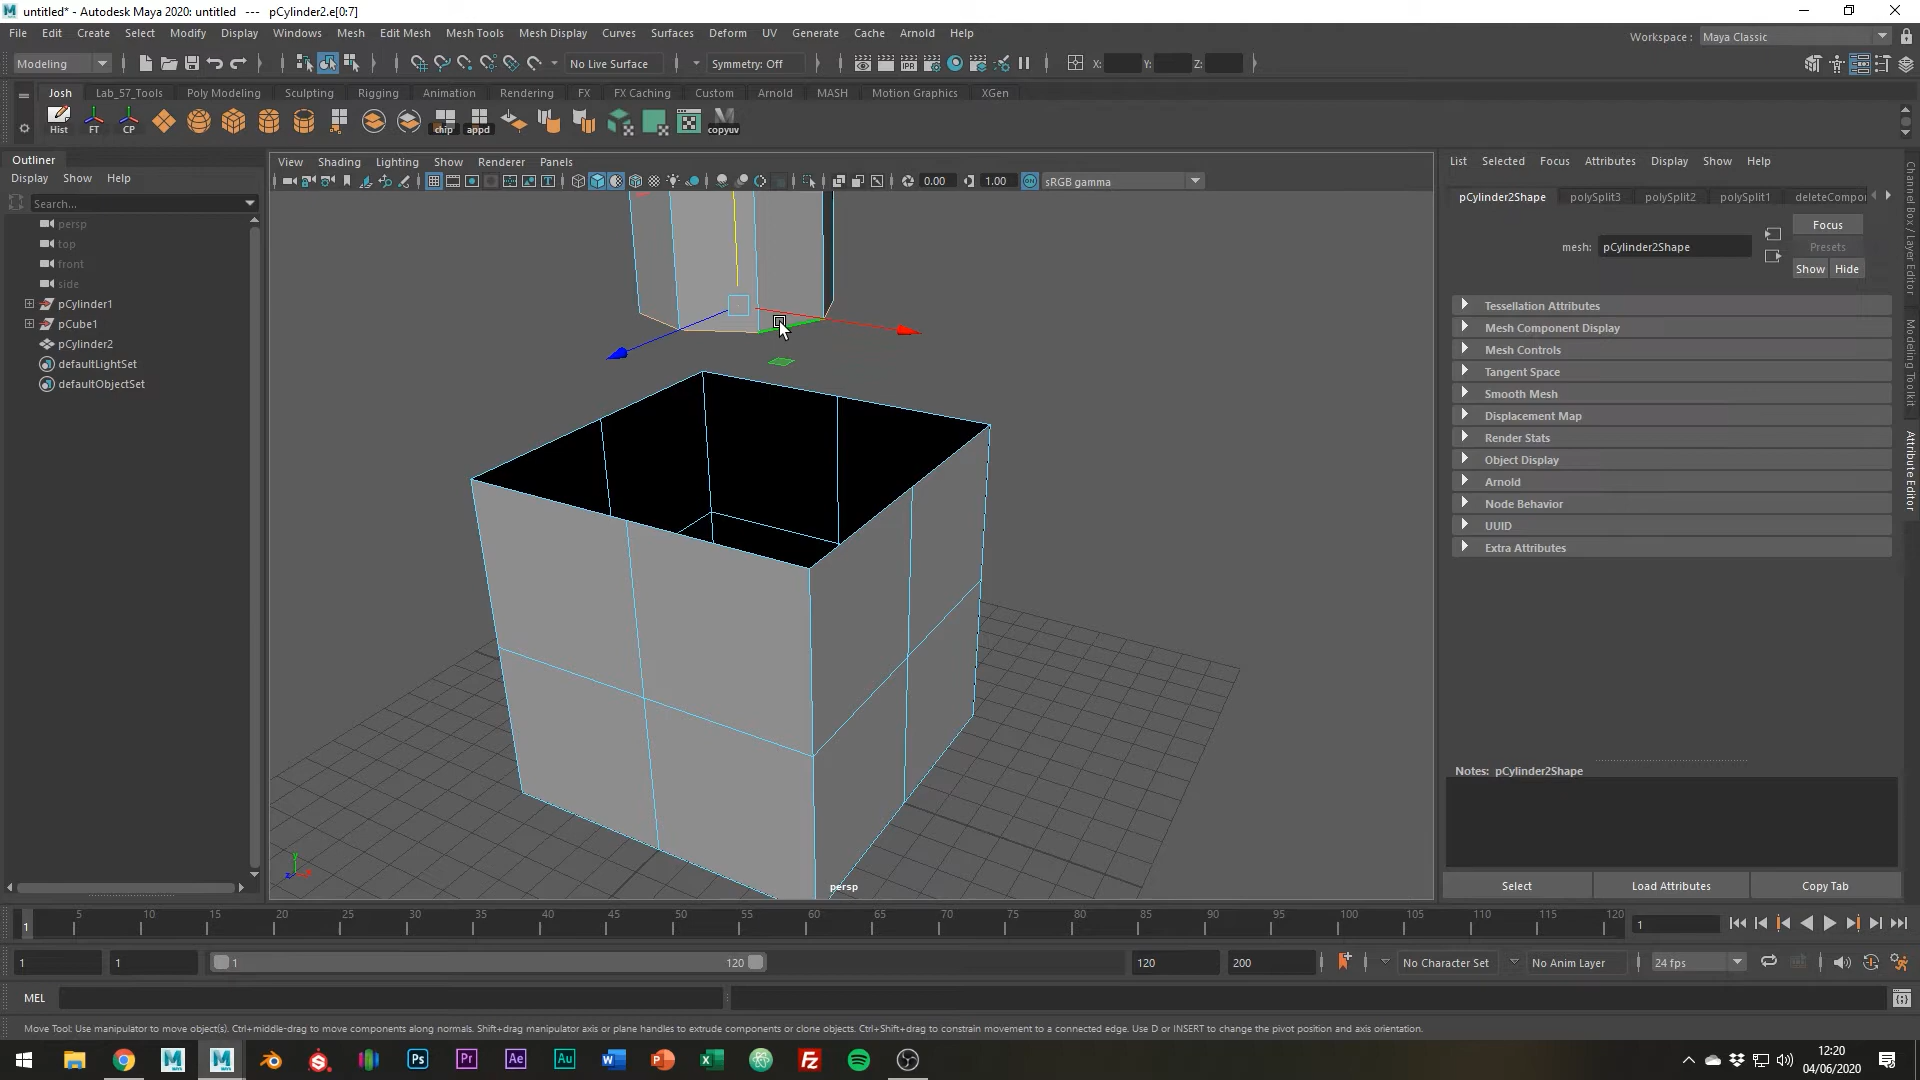 untitled* - Autodesk Maya 2020: untitled --- pCylinder2.e[0:7]
File Edit Create Select Modify Display Windows Mesh Edit Mesh Mesh Tools Mesh Display Curves Surfaces Deform UV Generate Cache Arnold Help
Workspace : Maya Classic
Modeling No Live Surface Symmetry: Off X: Y: Z:
Josh Lab_57_Tools Poly Modeling Sculpting Rigging Animation Rendering FX FX Caching Custom Arnold MASH Motion Graphics XGen
Hist FT CP chip appd copyuv
Outliner
Display Show Help
Search...
persp
top
front
side
pCylinder1
pCube1
pCylinder2
defaultLightSet
defaultObjectSet
View Shading Lighting Show Renderer Panels
0.00 1.00 ON sRGB gamma
persp
y
z
List Selected Focus Attributes Display Show Help
pCylinder2Shape polySplit3 polySplit2 polySplit1 deleteCompo
Focus
mesh: pCylinder2Shape
Presets
Show Hide
Tessellation Attributes
Mesh Component Display
Mesh Controls
Tangent Space
Smooth Mesh
Displacement Map
Render Stats
Object Display
Arnold
Node Behavior
UUID
Extra Attributes
Notes: pCylinder2Shape
Select Load Attributes Copy Tab
Channel Box / Layer Editor
Modeling Toolkit
Attribute Editor
1 5 10 15 20 25 30 35 40 45 50 55 60 65 70 75 80 85 90 95 100 105 110 115 120 1
1 1 1 120 120 200 No Character Set No Anim Layer 24 fps
MEL
Move Tool: Use manipulator to move object(s). Ctrl+middle-drag to move components along normals. Shift+drag manipulator axis or plane handles to extrude components or clone objects. Ctrl+Shift+drag to constrain movement to a connected edge. Use D or INSERT to change the pivot position and axis orientation.
12:20
04/06/2020